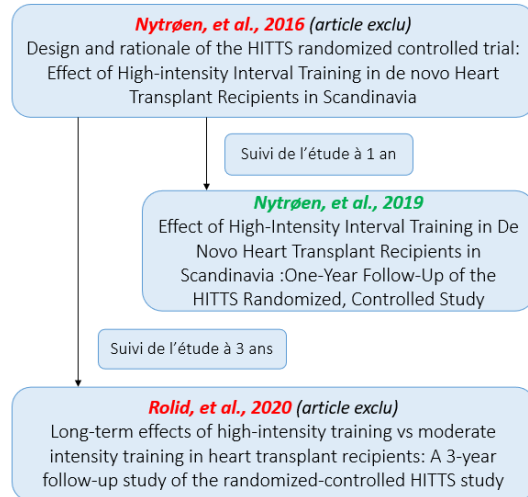 Nytrøen, et al., 2016 (article exclu)
Design and rationale of the HITTS randomized controlled trial:
Effect of High-intensity Interval Training in de novo Heart
Transplant Recipients in Scandinavia
Suivi de l’étude à 1 an
Nytrøen, et al., 2019
Effect of High-Intensity Interval Training in De
Novo Heart Transplant Recipients in
Scandinavia :One-Year Follow-Up of the
HITTS Randomized, Controlled Study
Suivi de l’étude à 3 ans
Rolid, et al., 2020 (article exclu)
Long-term effects of high-intensity training vs moderate
intensity training in heart transplant recipients: A 3-year
follow-up study of the randomized-controlled HITTS study